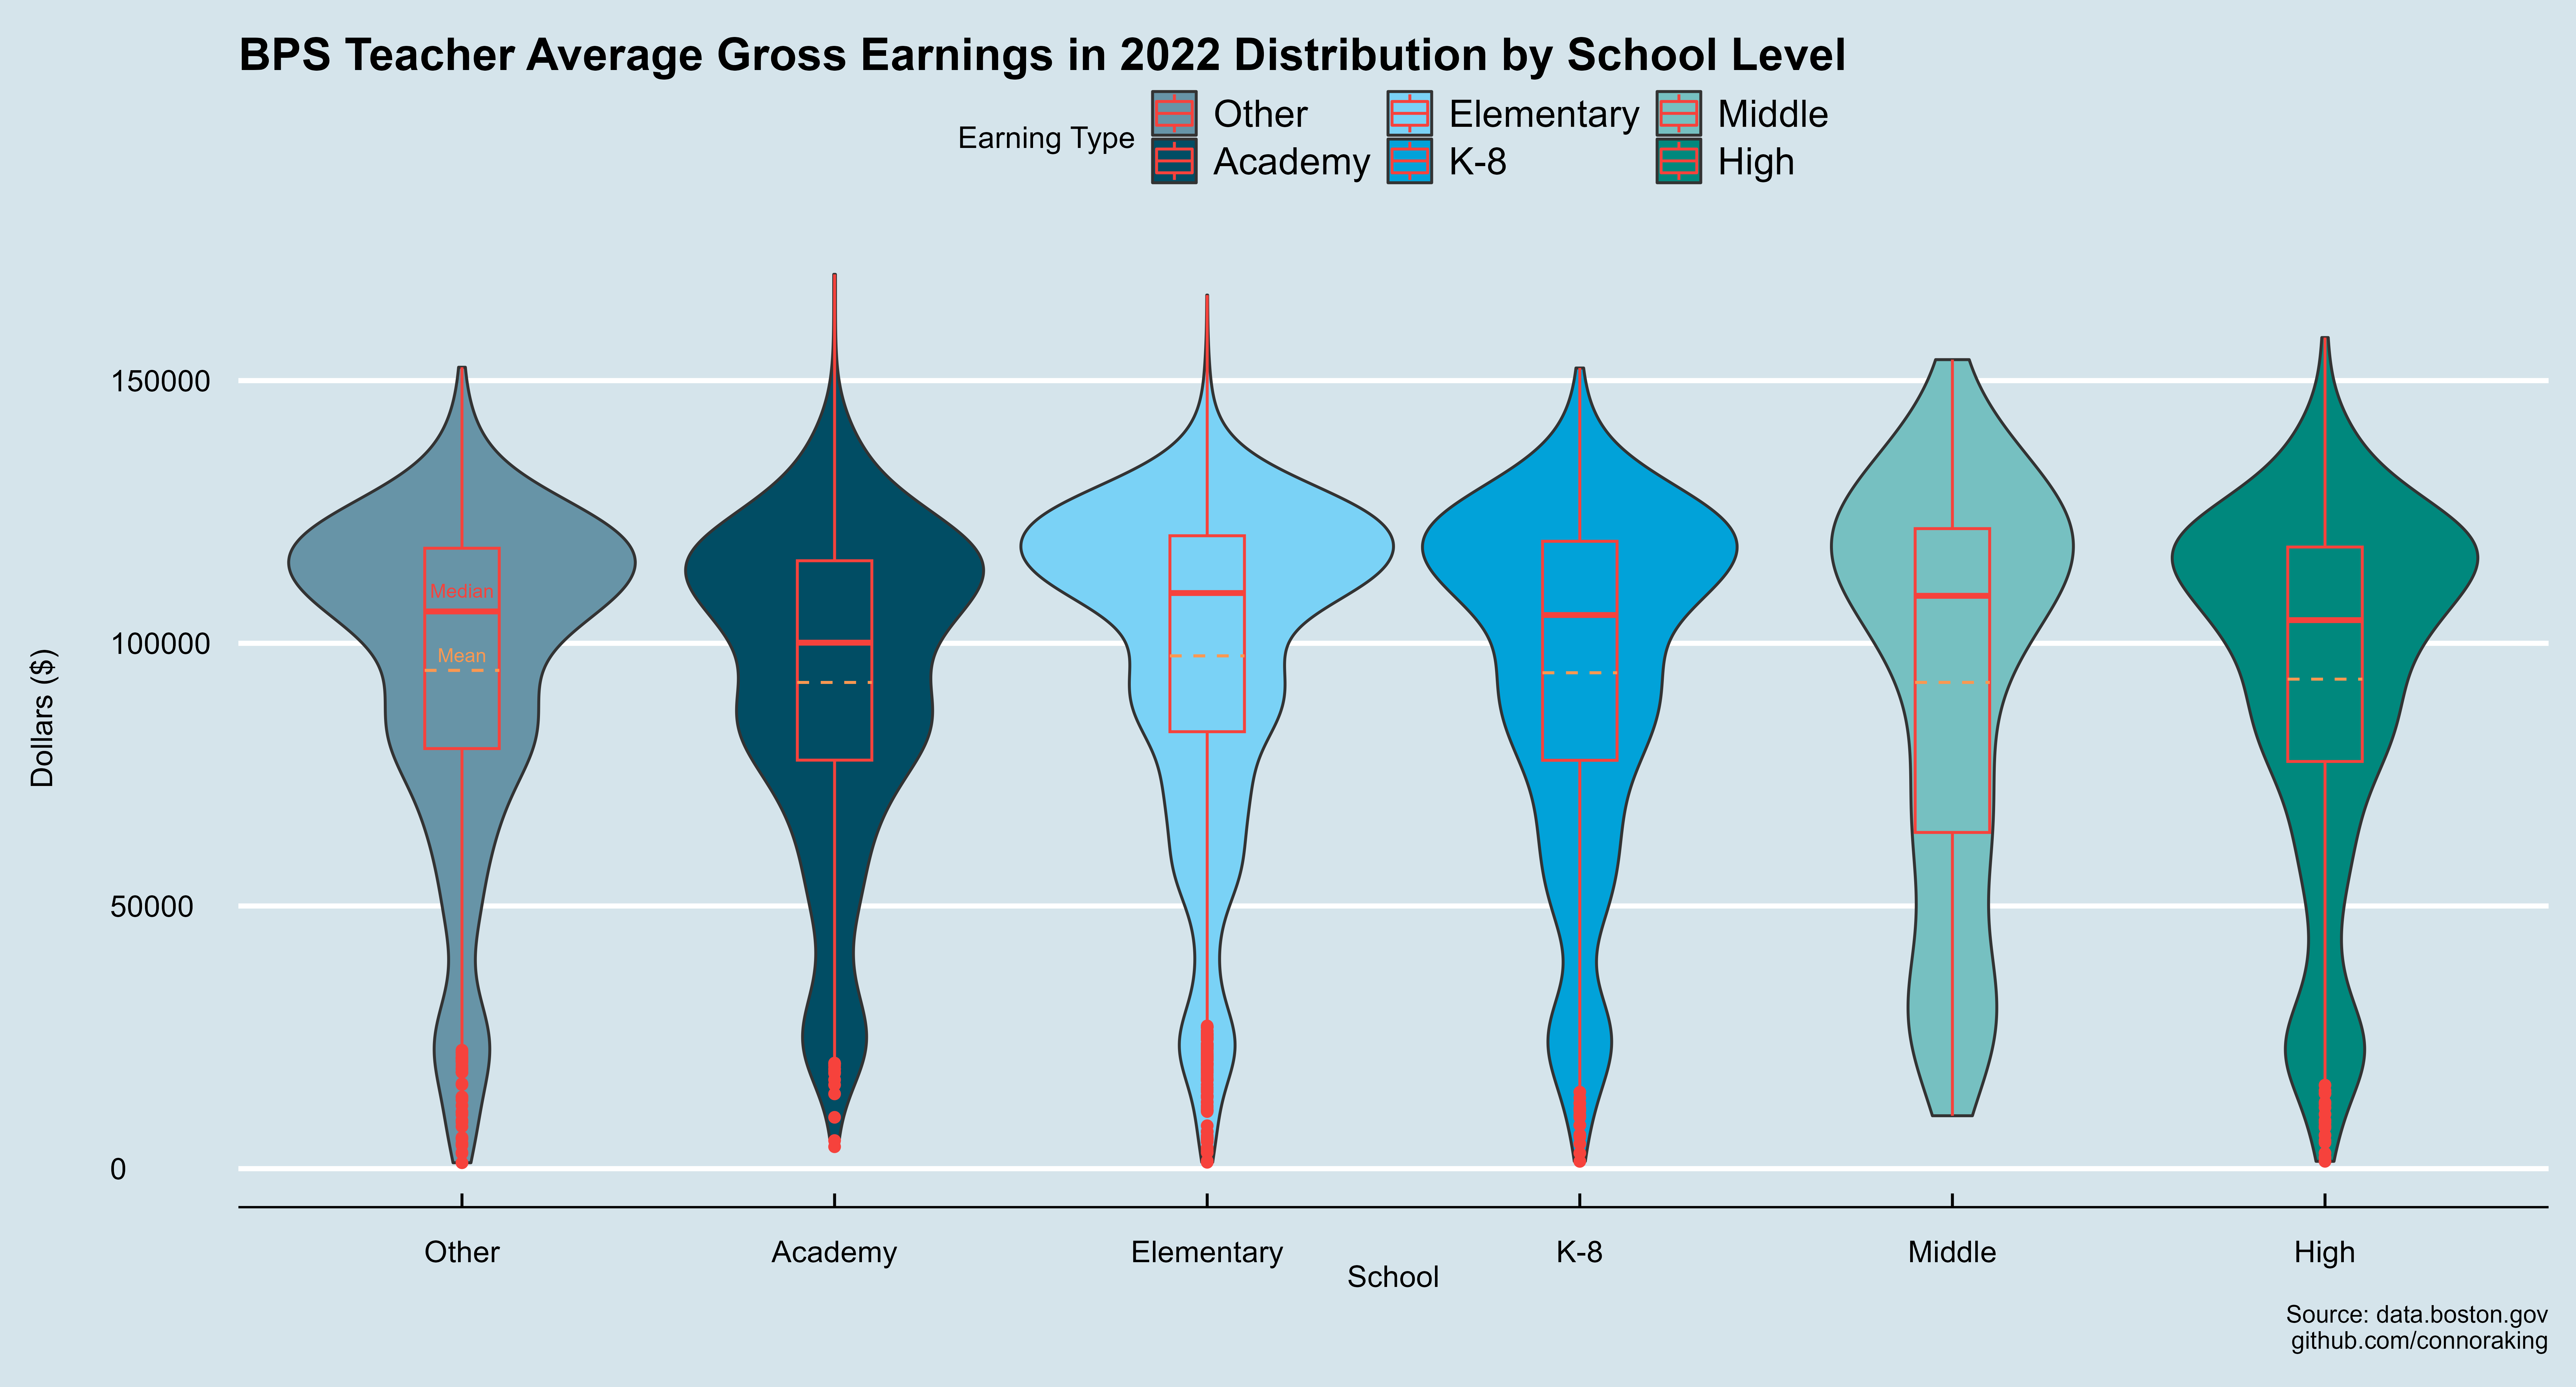 BPS Teacher Average Gross Earnings in 2022 Distribution by School Level
Earning Type
Other
Elementary
Middle
Academy
K-8
High
150000
100000
50000
0
Dollars ($)
Median
Mean
Other
Academy
Elementary
K-8
Middle
High
School
Source: data.boston.gov
github.com/connoraking